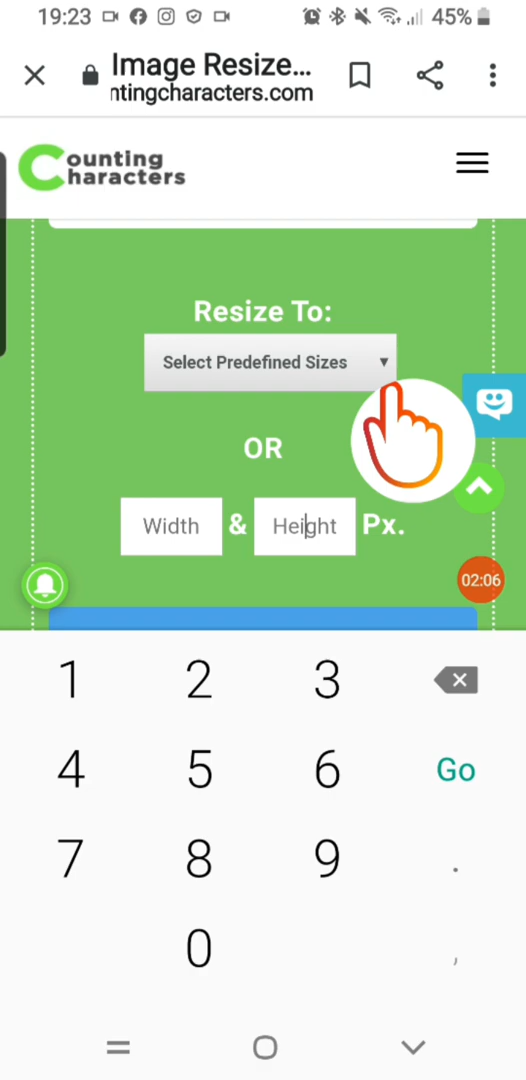 19:23 45%
Image Resize...
ntingcharacters.com
Counting
Characters
Resize To:
Select Predefined Sizes ▼
OR
Width & Height Px.
02:06
1 2 3
4 5 6 Go
7 8 9 .
0 ,